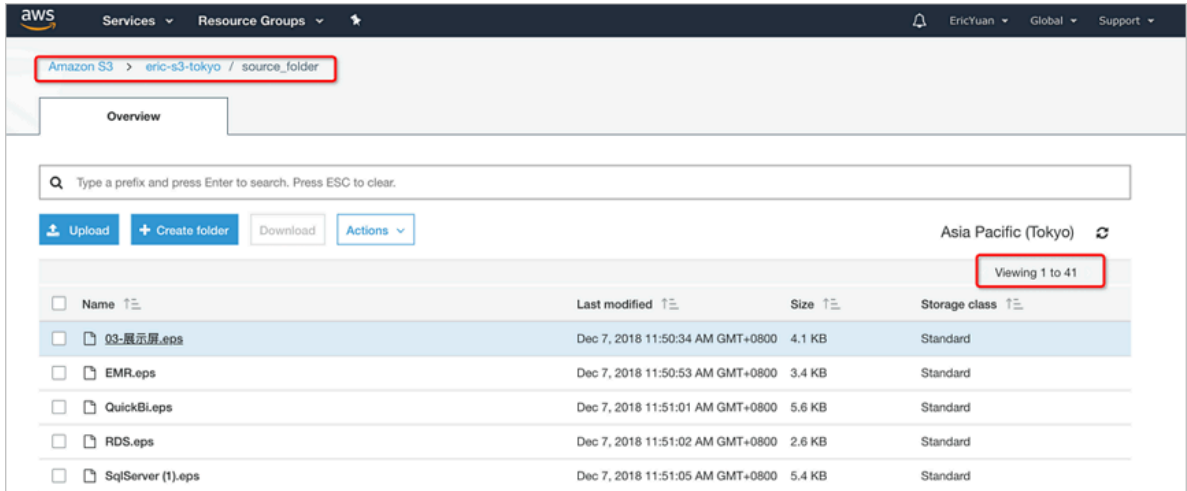 aws Services Resource Groups EricYuan Global Support
Amazon S3 > eric-s3-tokyo / source_folder
Overview
Type a prefix and press Enter to search. Press ESC to clear.
Upload + Create folder Download Actions Asia Pacific (Tokyo)
Viewing 1 to 41
Name Last modified Size Storage class
03-展示屏.eps Dec 7, 2018 11:50:34 AM GMT+0800 4.1 KB Standard
EMR.eps Dec 7, 2018 11:50:53 AM GMT+0800 3.4 KB Standard
QuickBi.eps Dec 7, 2018 11:51:01 AM GMT+0800 5.6 KB Standard
RDS.eps Dec 7, 2018 11:51:02 AM GMT+0800 2.6 KB Standard
SqlServer (1).eps Dec 7, 2018 11:51:05 AM GMT+0800 5.4 KB Standard